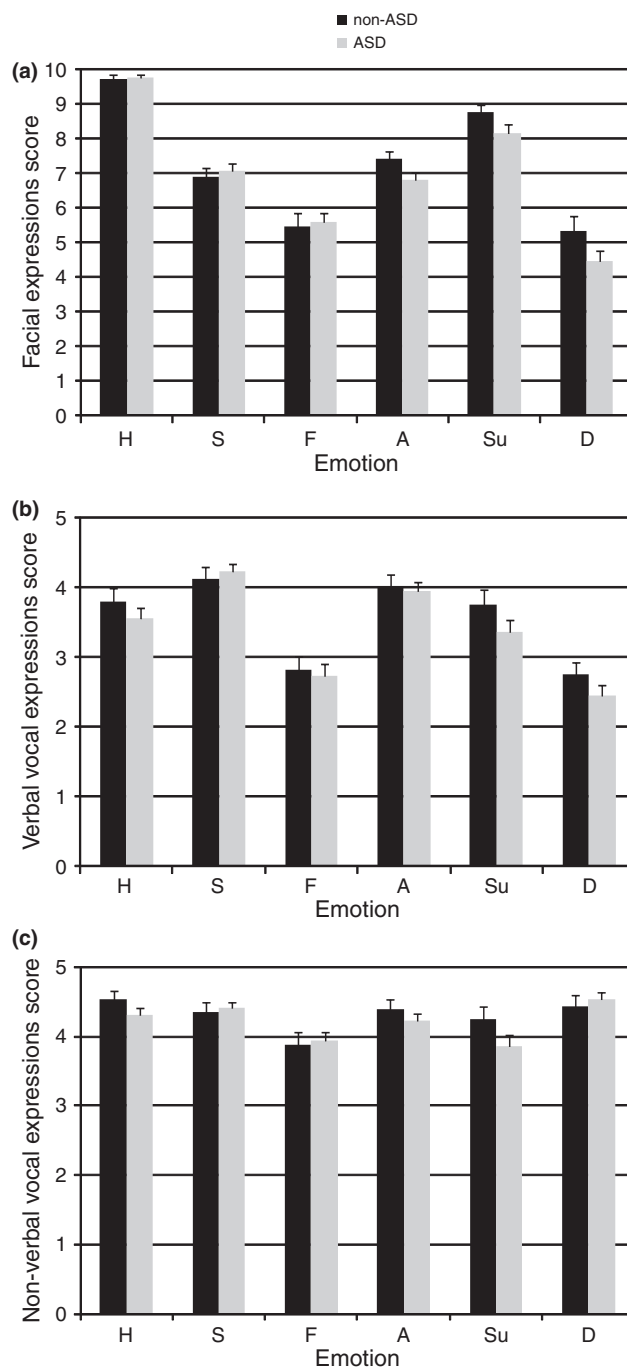 non-ASD
ASD
(a)
Facial expressions score
10
9
8
7
6
5
4
3
2
1
0
H S F A Su D
Emotion
(b)
Verbal vocal expressions score
5
4
3
2
1
0
H S F A Su D
Emotion
(c)
Non-verbal vocal expressions score
5
4
3
2
1
0
H S F A Su D
Emotion